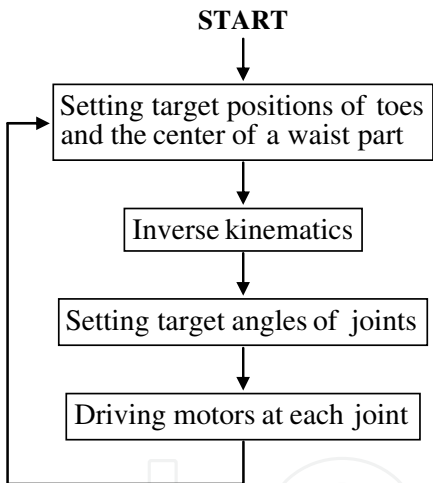 START
Setting target positions of toes
and the center of a waist part
Inverse kinematics
Setting target angles of joints
Driving motors at each joint